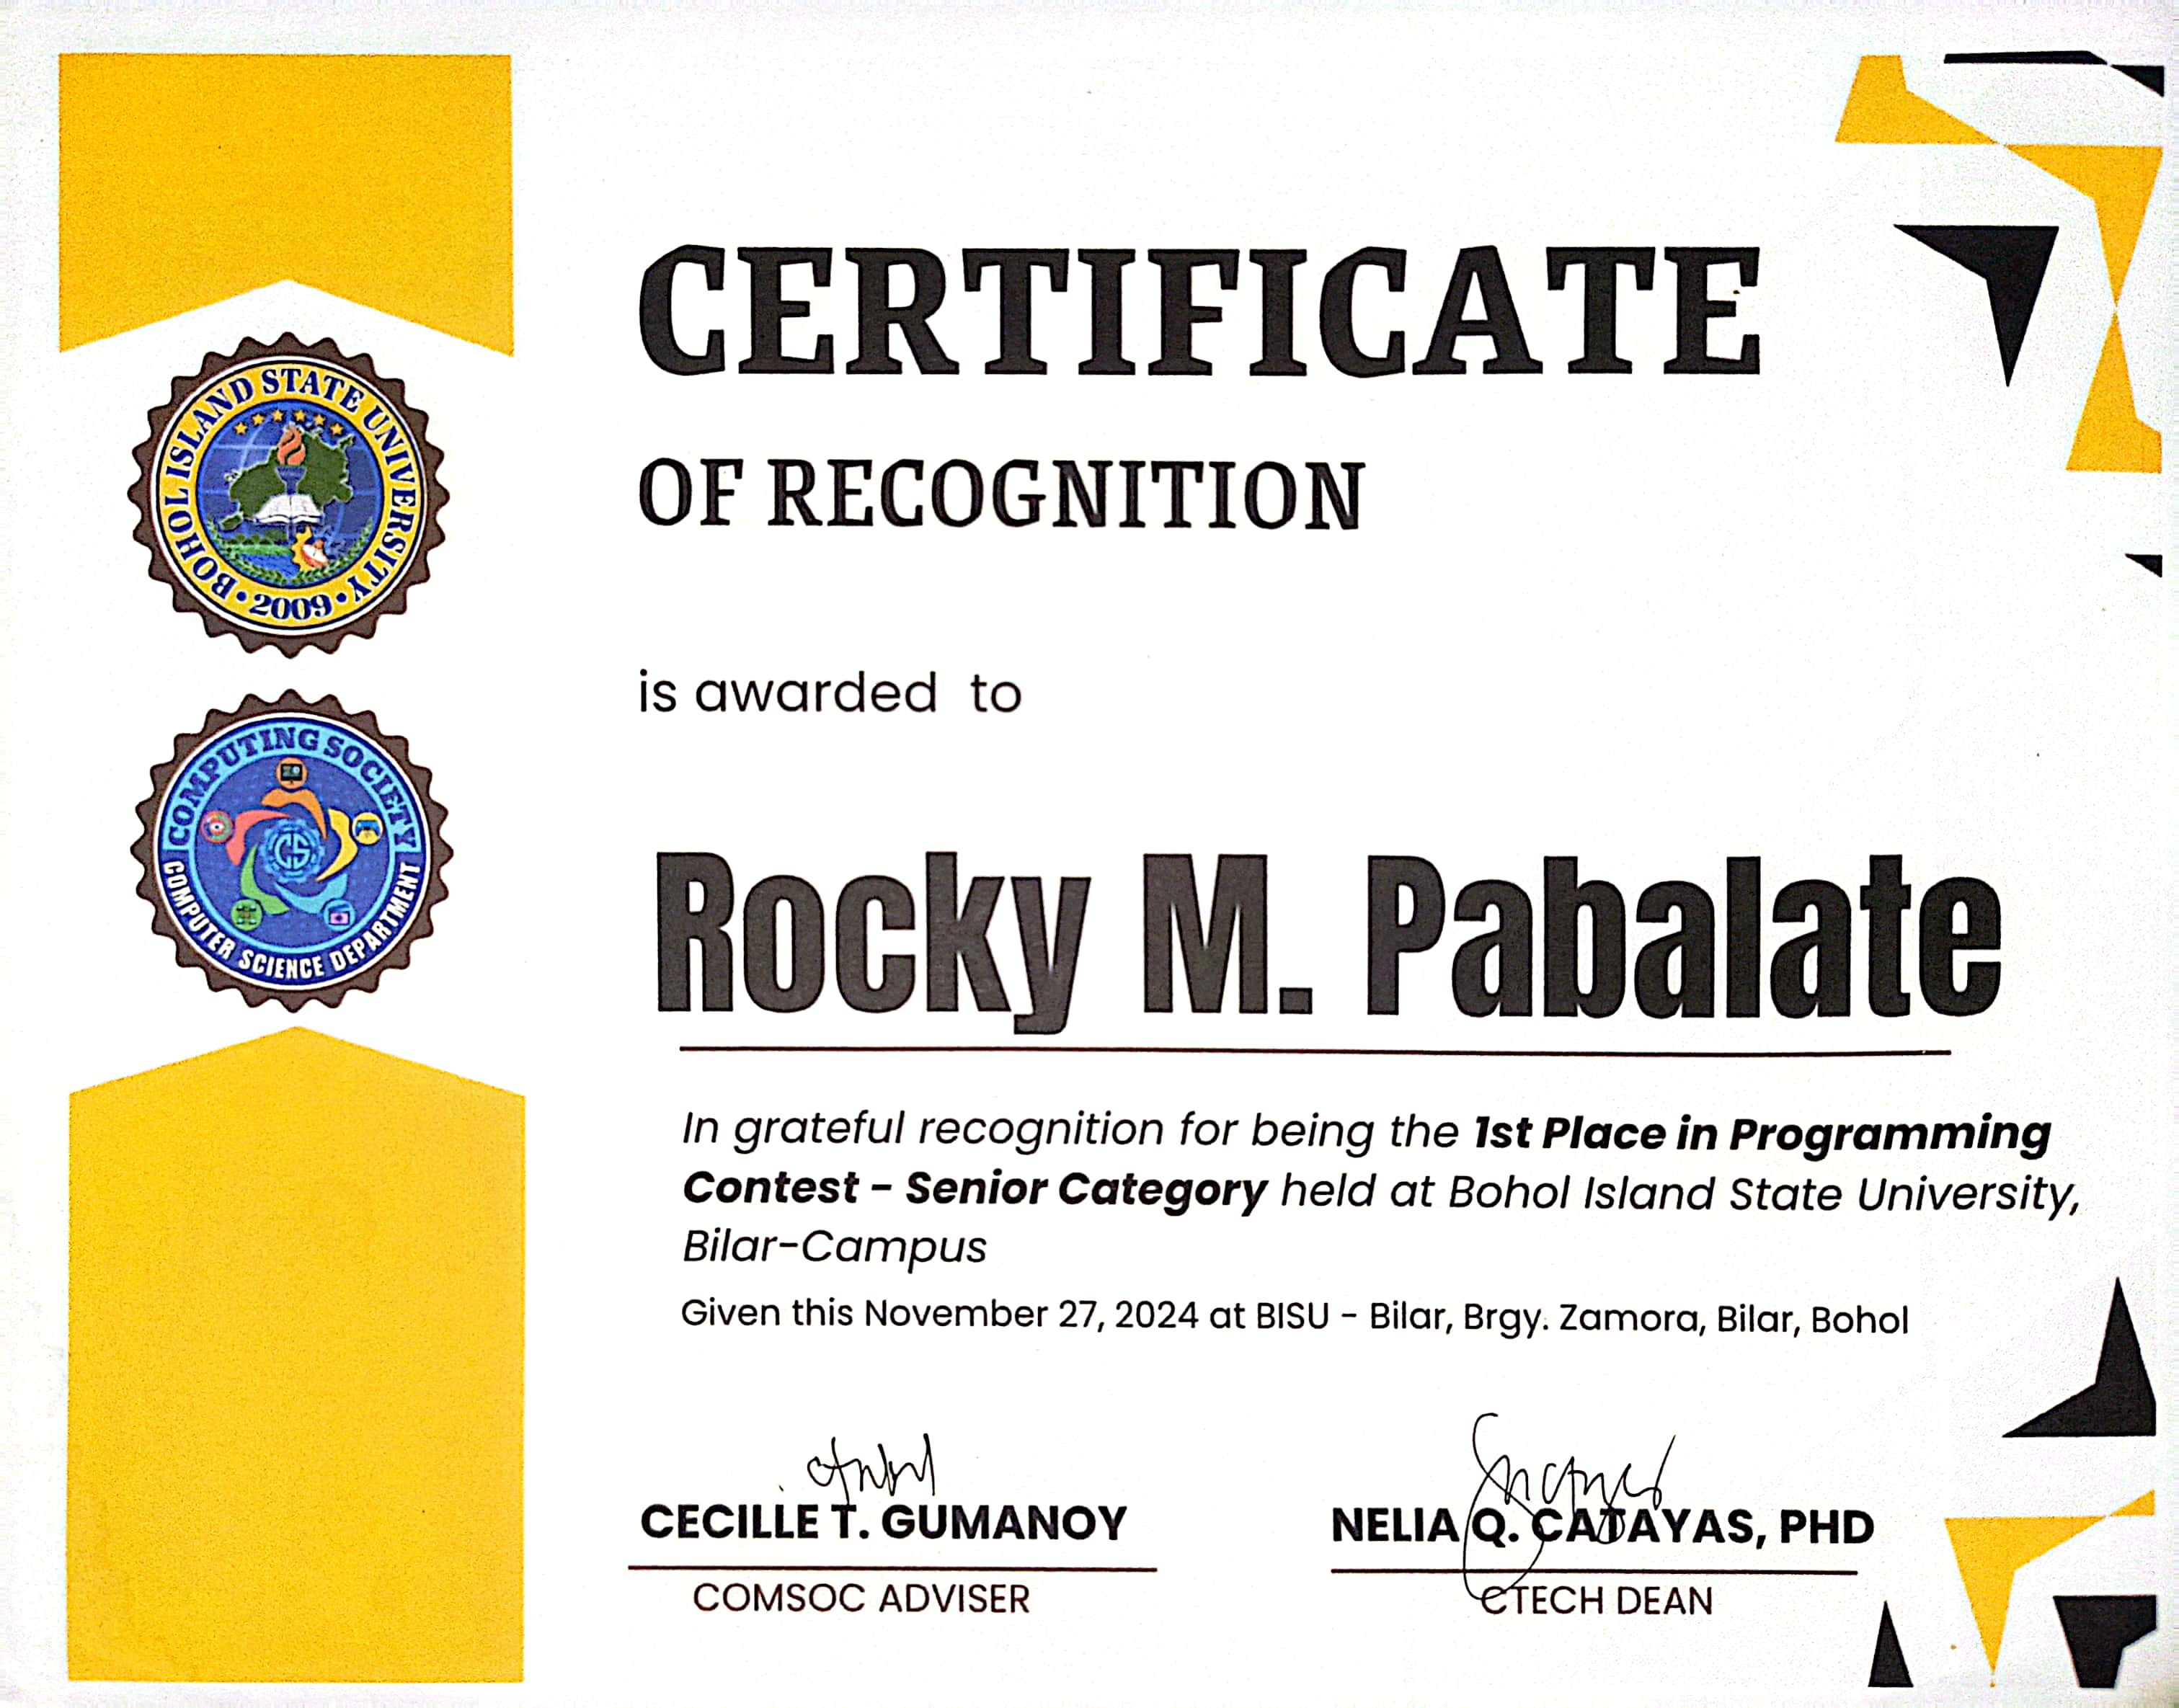 CERTIFICATE
OF RECOGNITION
is awarded to
Rocky M. Pabalate
In grateful recognition for being the 1st Place in Programming
Contest - Senior Category held at Bohol Island State University,
Bilar-Campus
Given this November 27, 2024 at BISU - Bilar, Brgy. Zamora, Bilar, Bohol
CECILLE T. GUMANOY
COMSOC ADVISER
NELIA Q. CATAYAS, PHD
CTECH DEAN
BOHOL ISLAND STATE UNIVERSITY
• 2009 •
COMPUTING SOCIETY
CS
COMPUTER SCIENCE DEPARTMENT